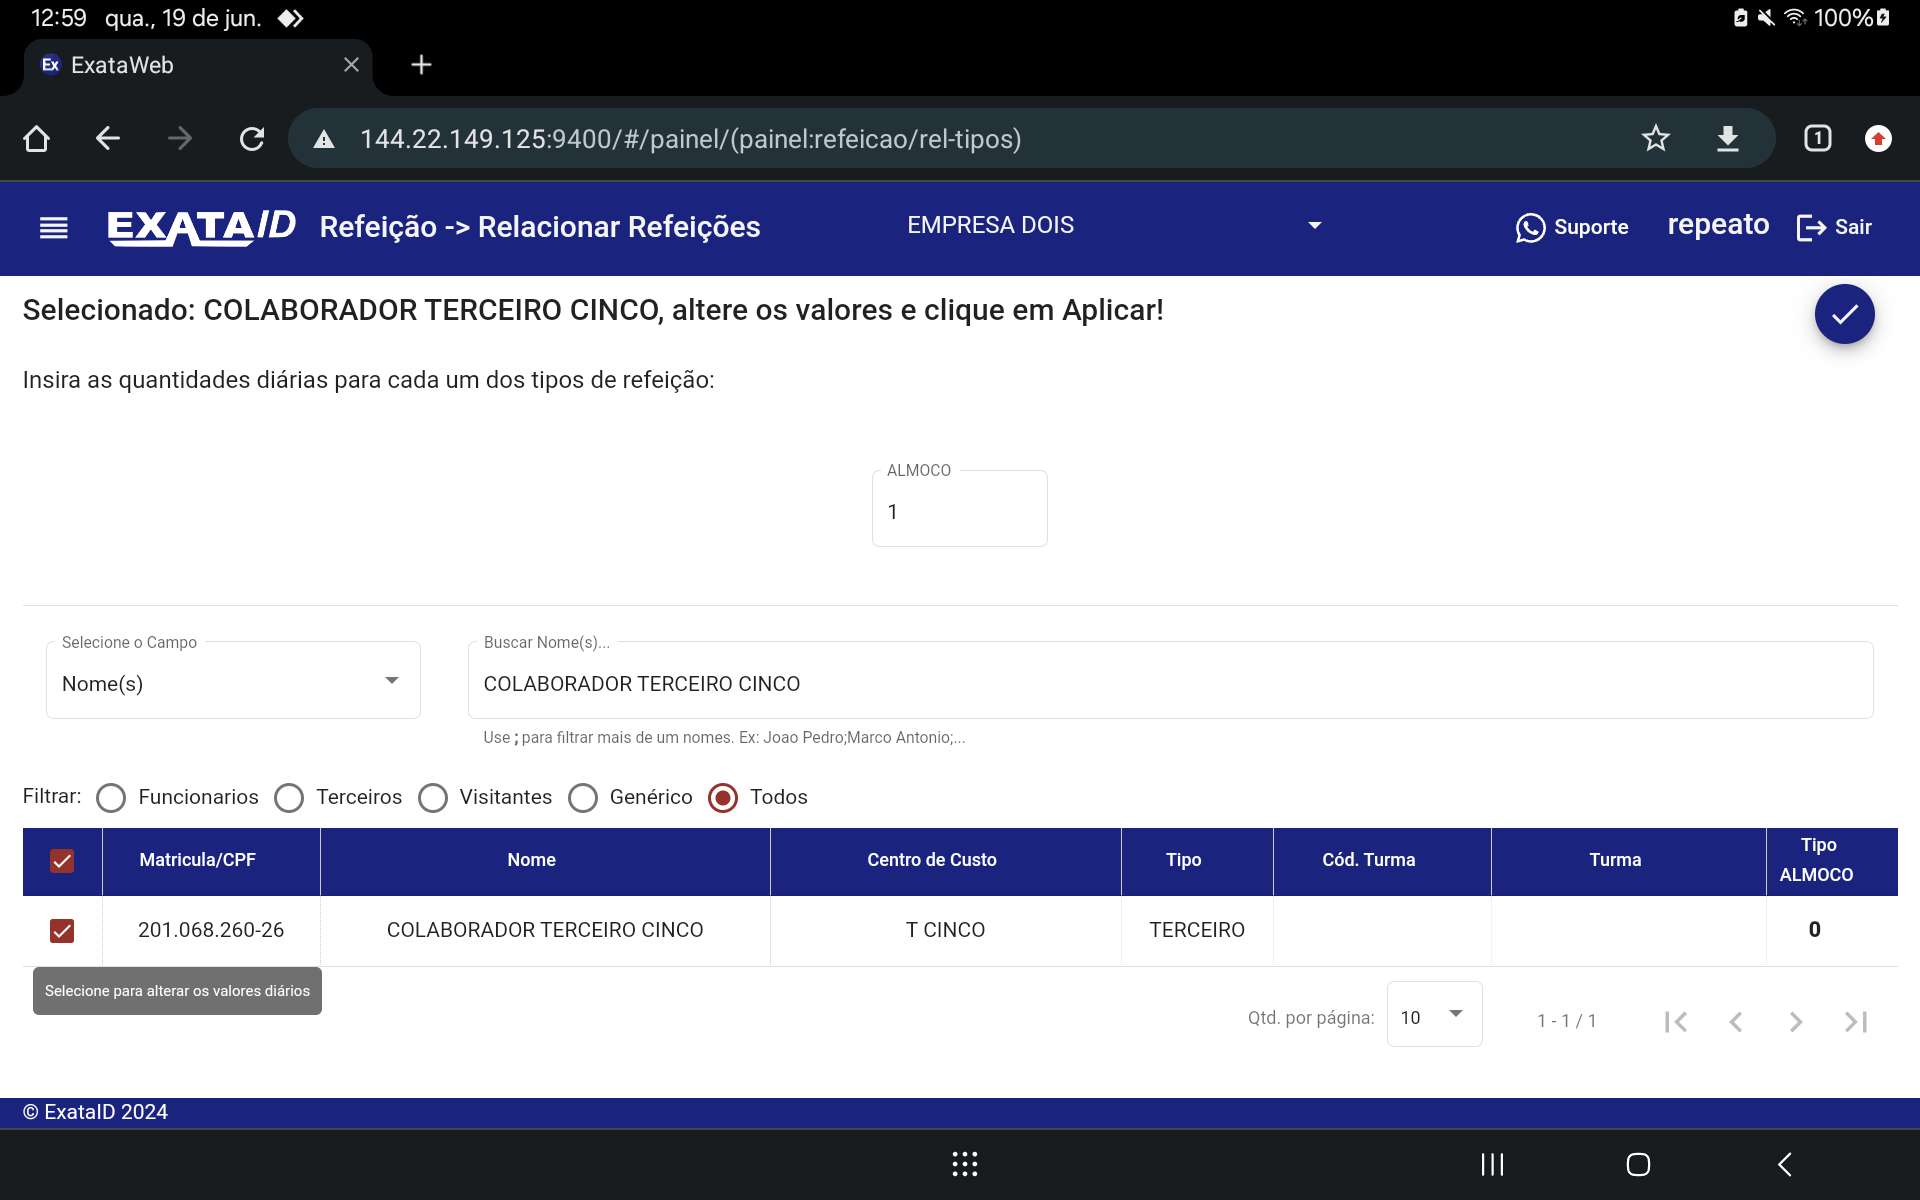 12:59 qua., 19 de jun. 100%
Ex ExataWeb
144.22.149.125:9400/#/painel/(painel:refeicao/rel-tipos) 1
EXATAID Refeição -> Relacionar Refeições EMPRESA DOIS Suporte repeato Sair
Selecionado: COLABORADOR TERCEIRO CINCO, altere os valores e clique em Aplicar!
Insira as quantidades diárias para cada um dos tipos de refeição:
ALMOCO
1
Selecione o Campo Buscar Nome(s)...
Nome(s) COLABORADOR TERCEIRO CINCO
Use ; para filtrar mais de um nomes. Ex: Joao Pedro;Marco Antonio;...
Filtrar: Funcionarios Terceiros Visitantes Genérico Todos
Matricula/CPF Nome Centro de Custo Tipo Cód. Turma Turma Tipo ALMOCO
201.068.260-26 COLABORADOR TERCEIRO CINCO T CINCO TERCEIRO 0
Selecione para alterar os valores diários
Qtd. por página: 10 1 - 1 / 1
© ExataID 2024